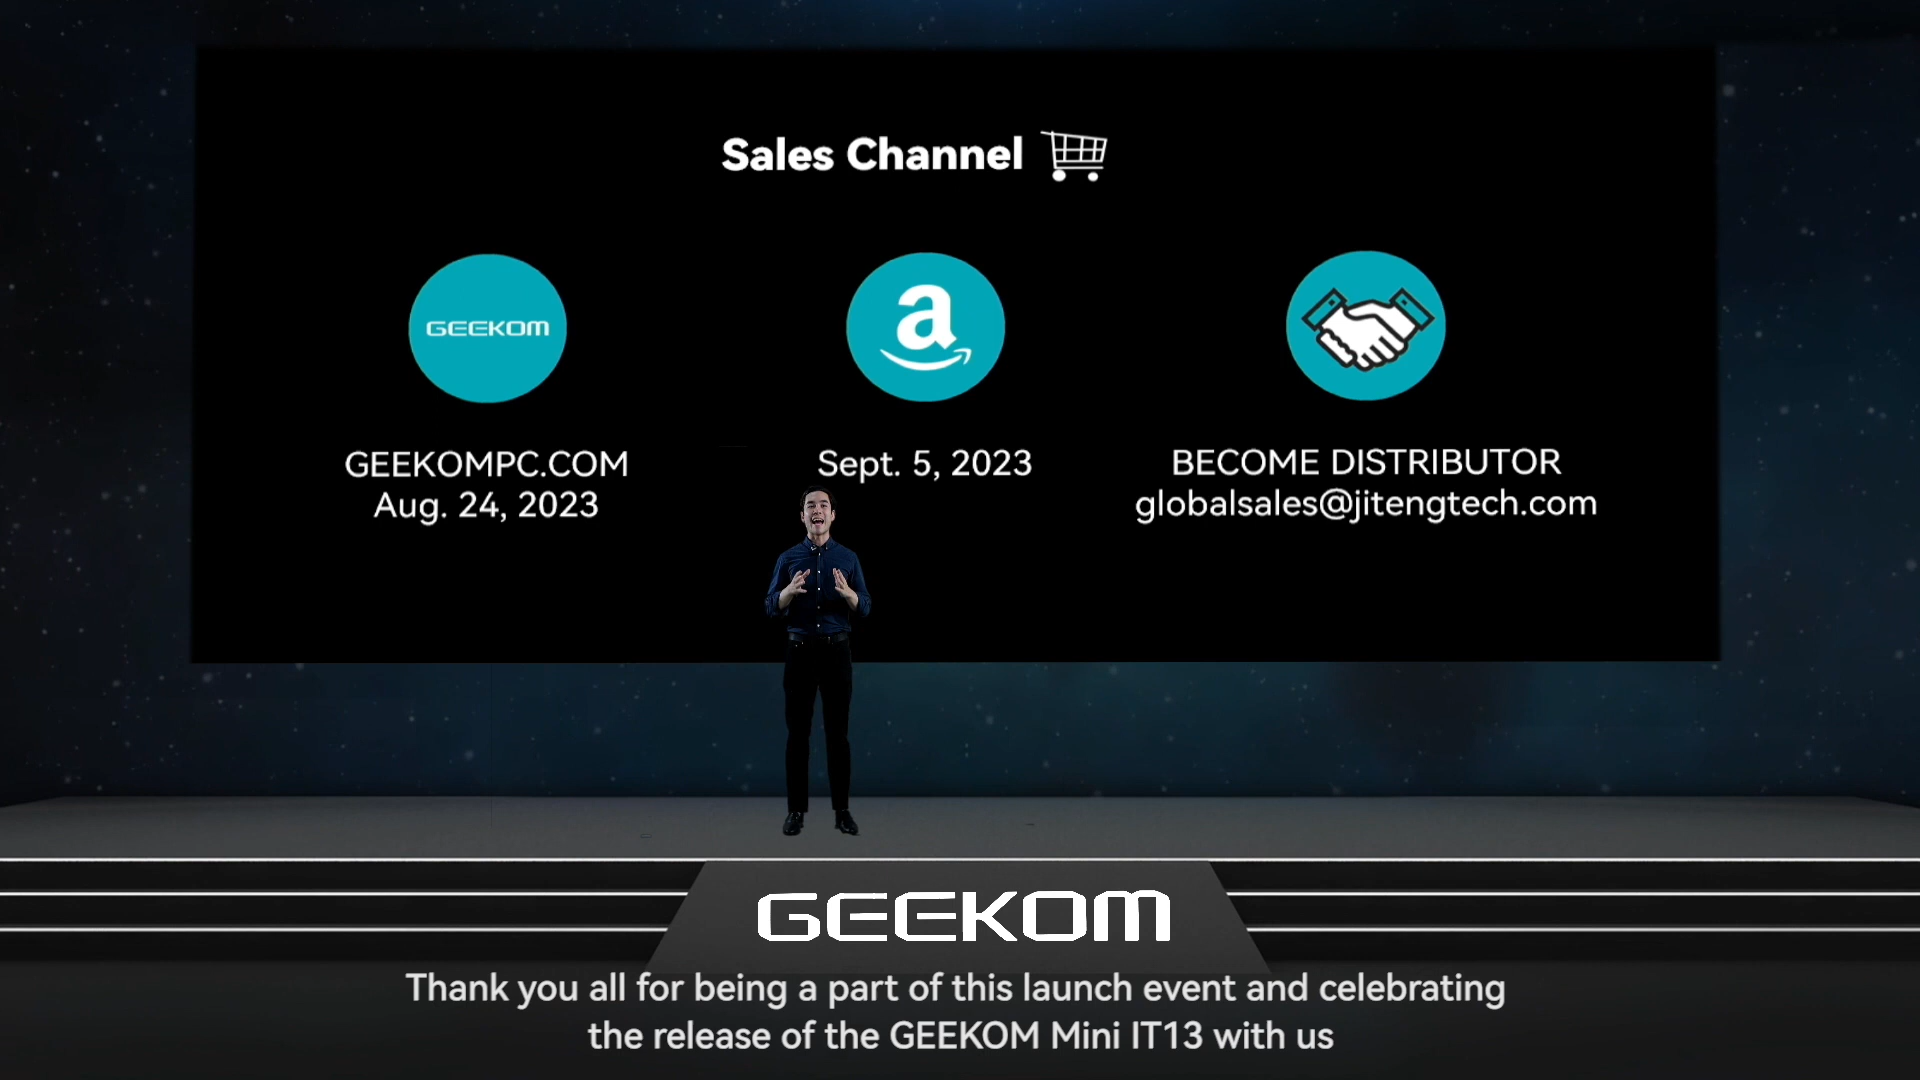 Sales Channel
GEEKOM
a
GEEKOMPC.COM
Aug. 24, 2023
Sept. 5, 2023
BECOME DISTRIBUTOR
globalsales@jitengtech.com
GEEKOM
Thank you all for being a part of this launch event and celebrating
the release of the GEEKOM Mini IT13 with us